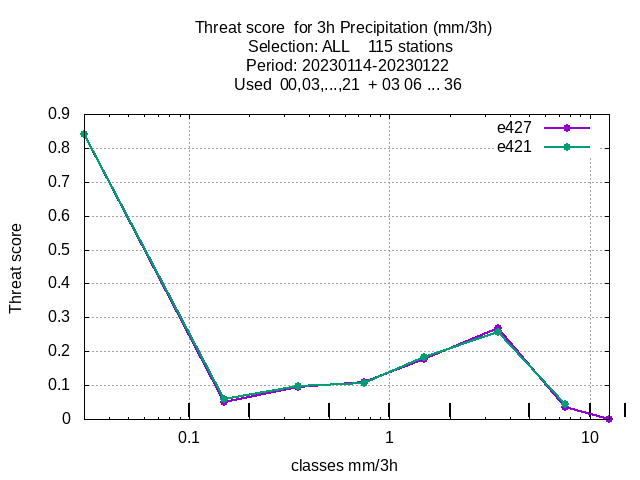 Threat score  for 3h Precipitation (mm/3h)
Selection: ALL    115 stations
Period: 20230114-20230122
Used  00,03,...,21  + 03 06 ... 36
e427
e421
0.9
0.8
0.7
0.6
0.5
0.4
0.3
0.2
0.1
0
Threat score
0.1 1 10
classes mm/3h